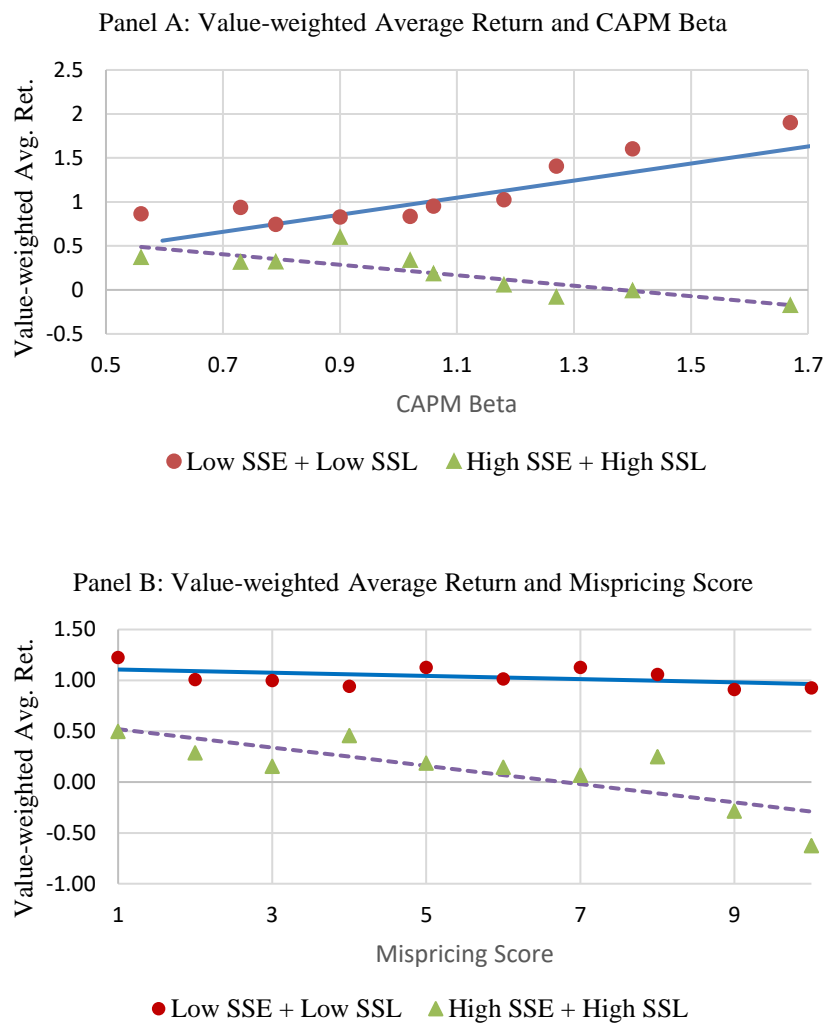 Panel A: Value-weighted Average Return and CAPM Beta
Value-weighted Avg. Ret.
2.5
2
1.5
1
0.5
0
-0.5
0.5 0.7 0.9 1.1 1.3 1.5 1.7
CAPM Beta
Low SSE + Low SSL High SSE + High SSL
Panel B: Value-weighted Average Return and Mispricing Score
Value-weighted Avg. Ret.
1.50
1.00
0.50
0.00
-0.50
-1.00
1 3 5 7 9
Mispricing Score
Low SSE + Low SSL High SSE + High SSL